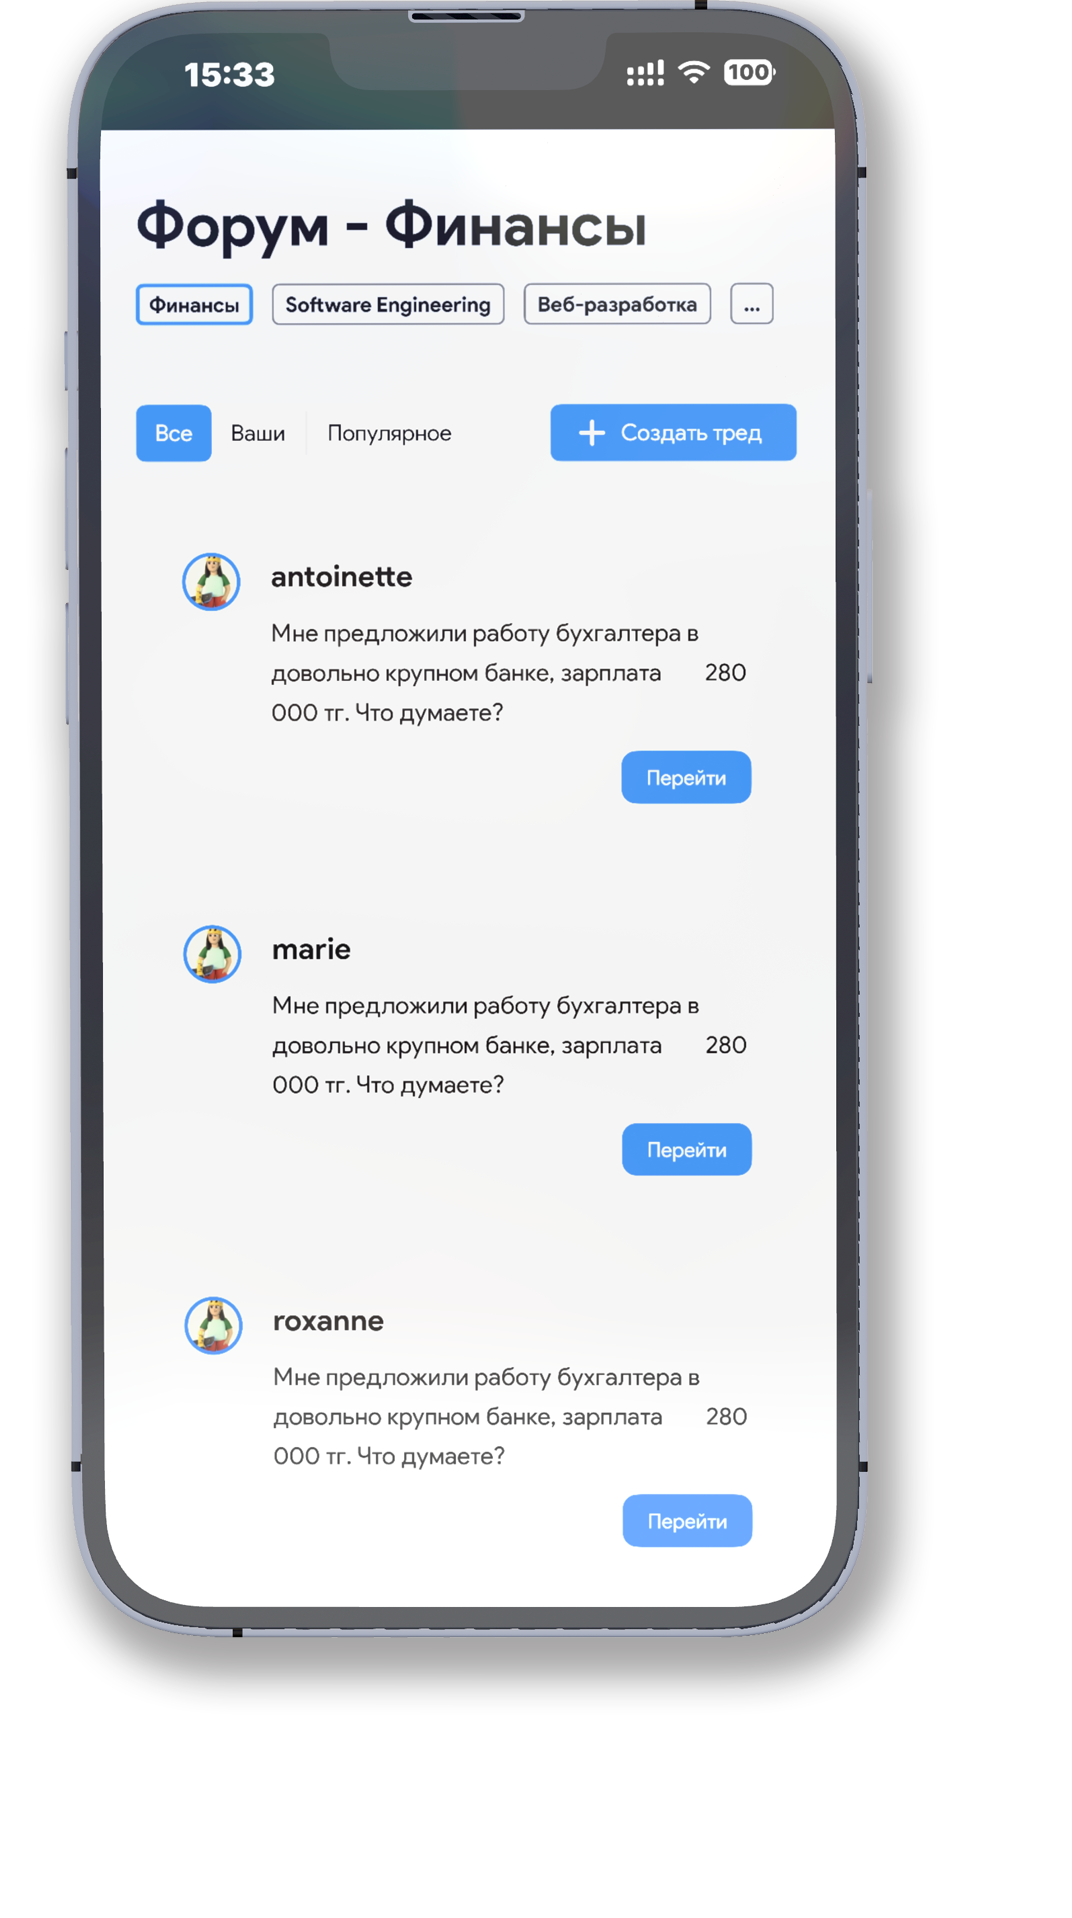 15:33 100
Форум - Финансы
Финансы Software Engineering Веб-разработка ...
Все Ваши Популярное + Создать тред
antoinette
Мне предложили работу бухгалтера в
довольно крупном банке, зарплата 280
000 тг. Что думаете?
Перейти
marie
Мне предложили работу бухгалтера в
довольно крупном банке, зарплата 280
000 тг. Что думаете?
Перейти
roxanne
Мне предложили работу бухгалтера в
довольно крупном банке, зарплата 280
000 тг. Что думаете?
Перейти